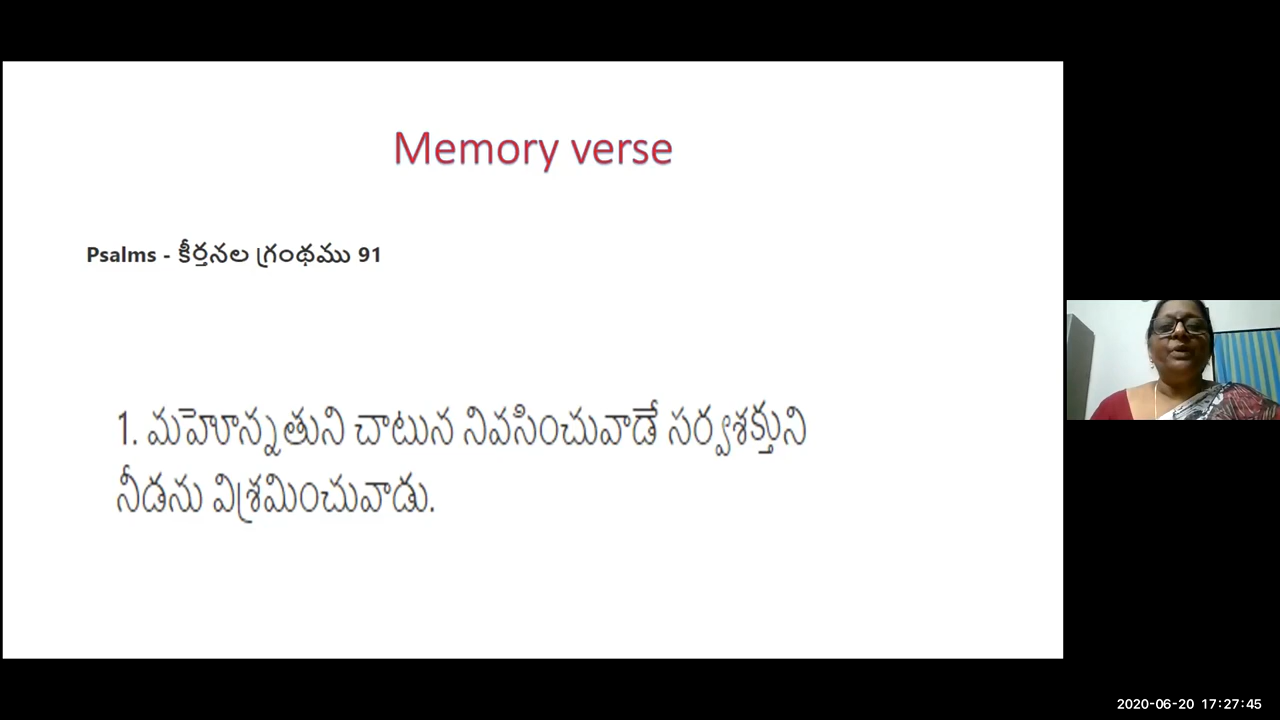 Memory verse
Psalms - కీర్తనల గ్రంథము 91
1. మహోన్నతుని చాటున నివసించువాడే సర్వశక్తుని
నీడను విశ్రమించువాడు.
2020-06-20 17:27:45